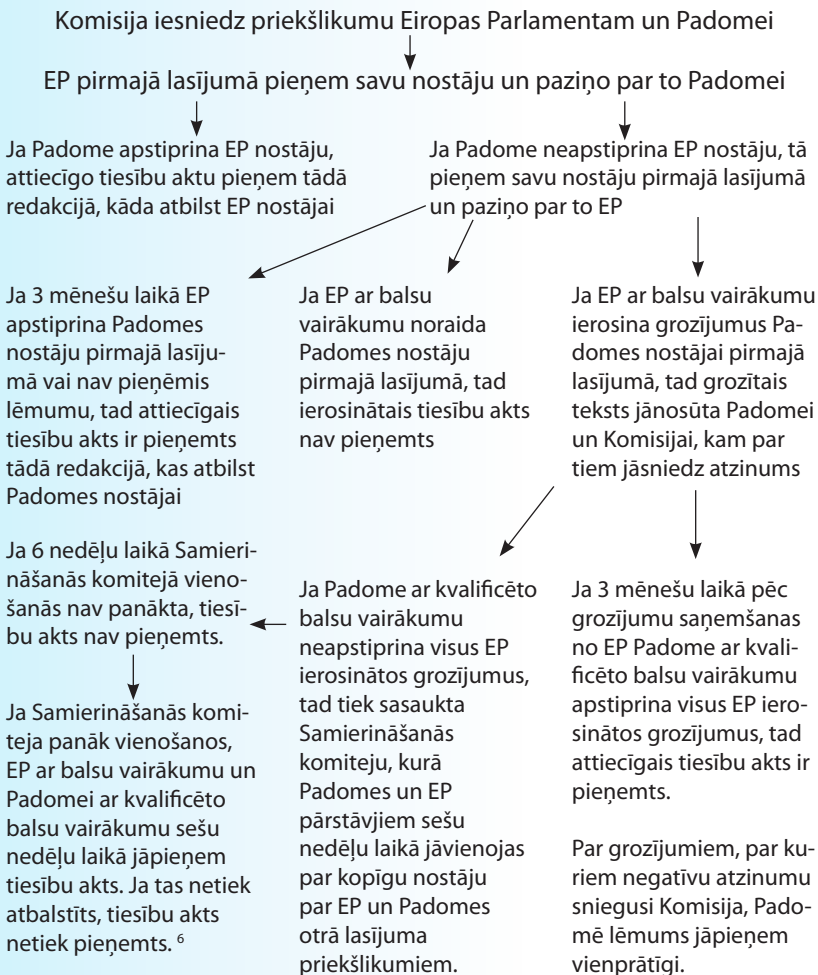 Komisija iesniedz priekšlikumu Eiropas Parlamentam un Padomei
EP pirmajā lasījumā pieņem savu nostāju un paziņo par to Padomei
Ja Padome apstiprina EP nostāju,
attiecīgo tiesību aktu pieņem tādā
redakcijā, kāda atbilst EP nostājai
Ja Padome neapstiprina EP nostāju, tā
pieņem savu nostāju pirmajā lasījumā
un paziņo par to EP
Ja 3 mēnešu laikā EP
apstiprina Padomes
nostāju pirmajā lasīju-
mā vai nav pieņēmis
lēmumu, tad attiecīgais
tiesību akts ir pieņemts
tādā redakcijā, kas atbilst
Padomes nostājai
Ja EP ar balsu
vairākumu noraida
Padomes nostāju
pirmajā lasījumā, tad
ierosinātais tiesību akts
nav pieņemts
Ja EP ar balsu vairākumu
ierosina grozījumus Pa-
domes nostājai pirmajā
lasījumā, tad grozītais
teksts jānosūta Padomei
un Komisijai, kam par
tiem jāsniedz atzinums
Ja 6 nedēļu laikā Samieri-
nāšanās komitejā vieno-
šanās nav panākta, tiesī-
bu akts nav pieņemts.
Ja Samierināšanās komi-
teja panāk vienošanos,
EP ar balsu vairākumu un
Padomei ar kvalificēto
balsu vairākumu sešu
nedēļu laikā jāpieņem
tiesību akts. Ja tas netiek
atbalstīts, tiesību akts
netiek pieņemts. 6
Ja Padome ar kvalificēto
balsu vairākumu
neapstiprina visus EP
ierosinātos grozījumus,
tad tiek sasaukta
Samierināšanās
komiteju, kurā
Padomes un EP
pārstāvjiem sešu
nedēļu laikā jāvienojas
par kopīgu nostāju
par EP un Padomes
otrā lasījuma
priekšlikumiem.
Ja 3 mēnešu laikā pēc
grozījumu saņemšanas
no EP Padome ar kvali-
ficēto balsu vairākumu
apstiprina visus EP iero-
sinātos grozījumus, tad
attiecīgais tiesību akts ir
pieņemts.
Par grozījumiem, par ku-
riem negatīvu atzinumu
sniegusi Komisija, Pado-
mē lēmums jāpieņem
vienprātīgi.